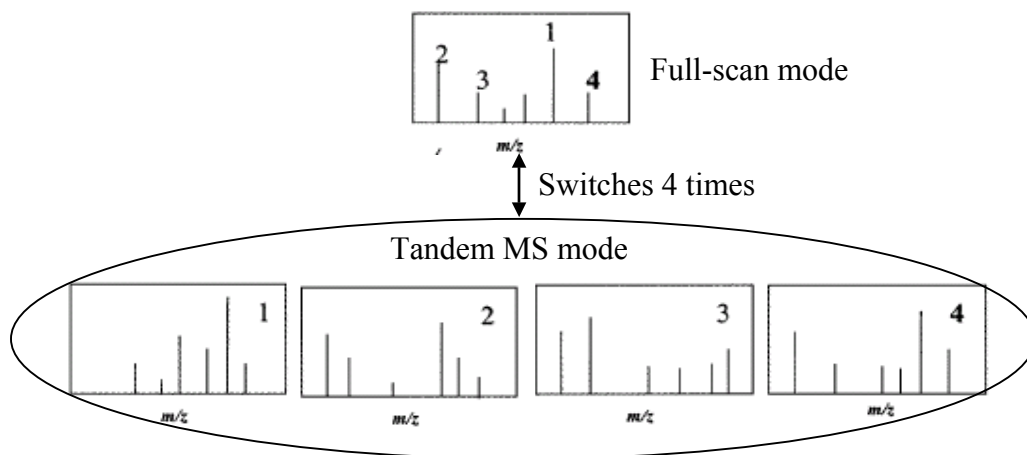 1
2
3
4
Full-scan mode
m/z
Switches 4 times
Tandem MS mode
1
2
3
4
m/z
m/z
m/z
m/z